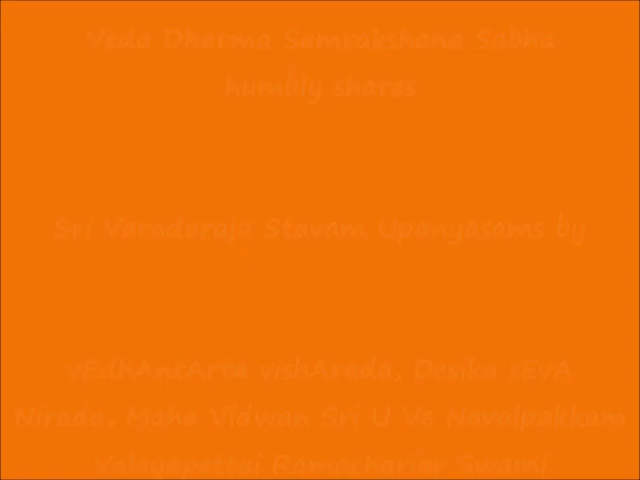 Veda Dharma Samrakshana Sabha
humbly shares
Sri Varadaraja Stavam Upanyasams by
vEdhAntArta vishArada, Desika sEvA
Nirada, Maha Vidwan Sri U Ve Navalpakkam
Ramachariar Swami